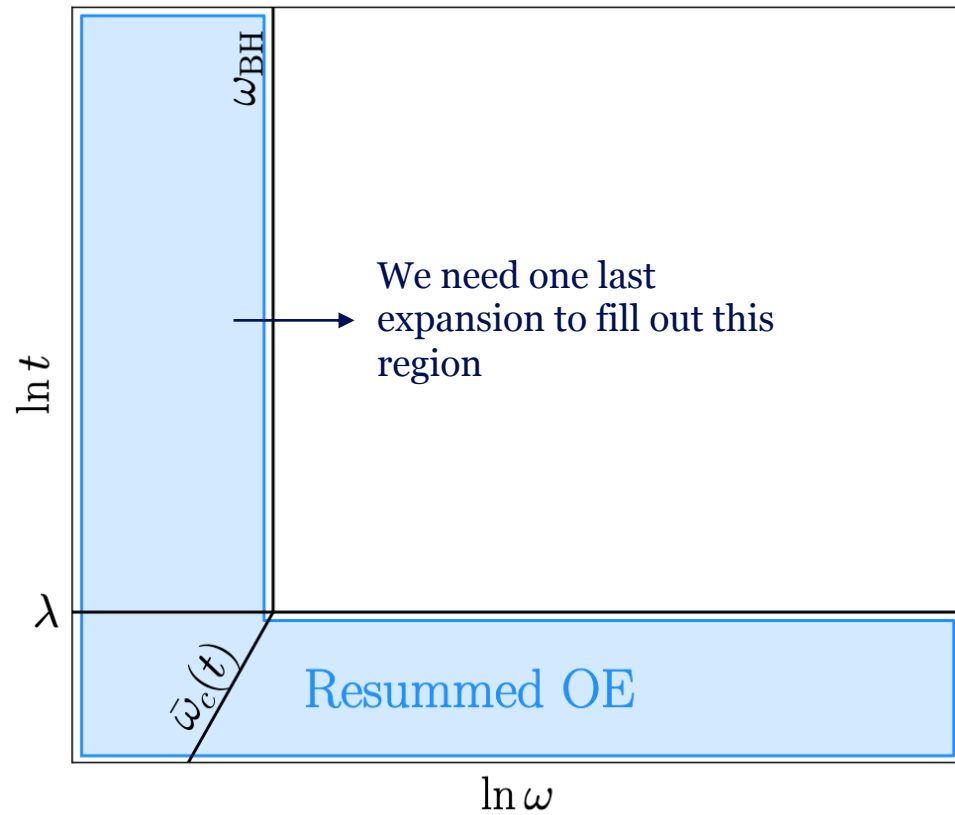 ω_BH
We need one last
expansion to fill out this
region
ln t
λ
ω̄_c(t)
Resummed OE
ln ω